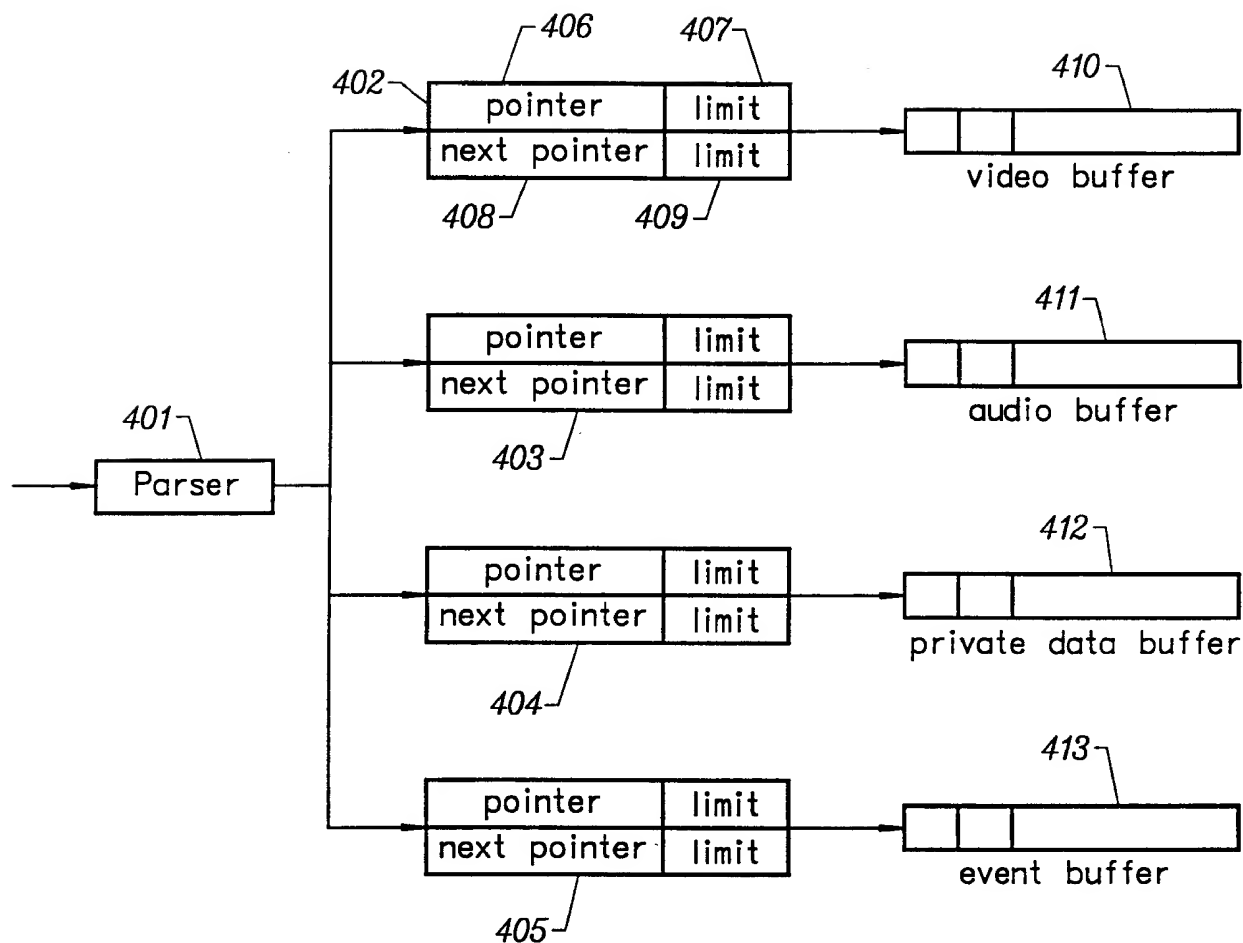 406
407
402
410
pointer limit
next pointer limit
video buffer
408
409
411
pointer limit
next pointer limit
audio buffer
401
403
Parser
412
pointer limit
next pointer limit
private data buffer
404
413
pointer limit
next pointer limit
event buffer
405